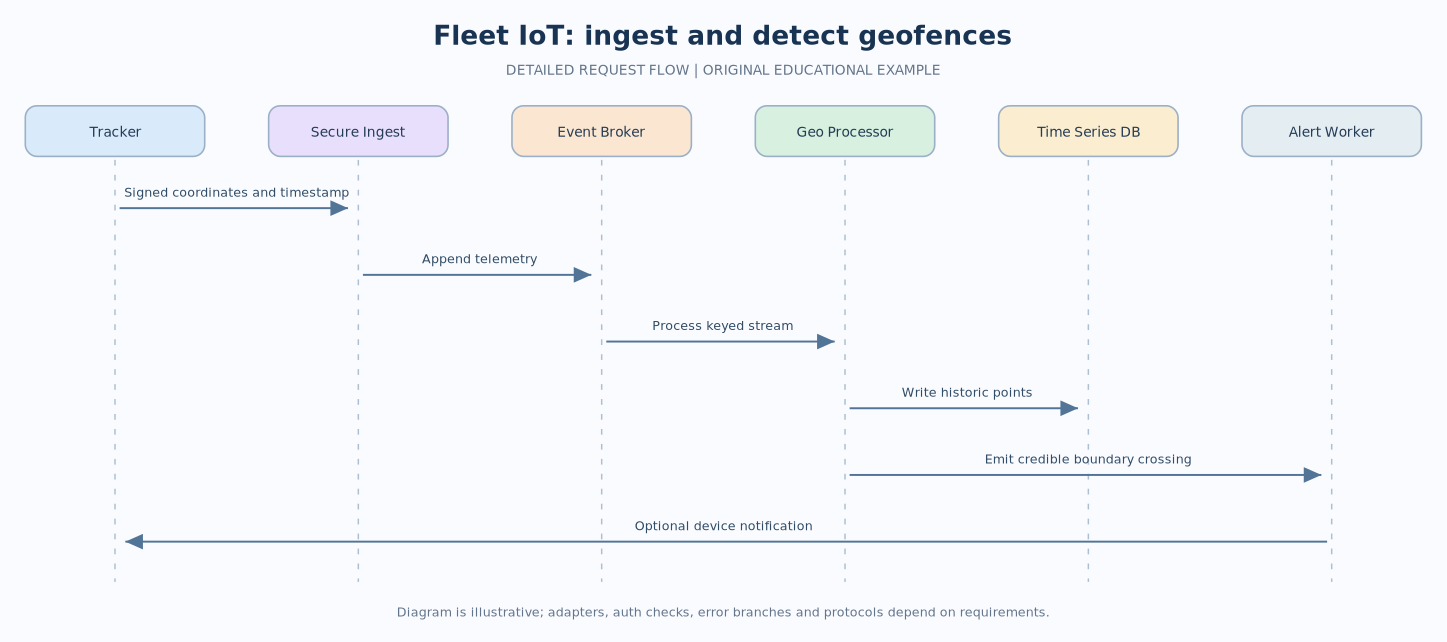 Fleet IoT: ingest and detect geofences
DETAILED REQUEST FLOW | ORIGINAL EDUCATIONAL EXAMPLE
Tracker
Secure Ingest
Event Broker
Geo Processor
Time Series DB
Alert Worker
Signed coordinates and timestamp
Append telemetry
Process keyed stream
Write historic points
Emit credible boundary crossing
Optional device notification
Diagram is illustrative; adapters, auth checks, error branches and protocols depend on requirements.